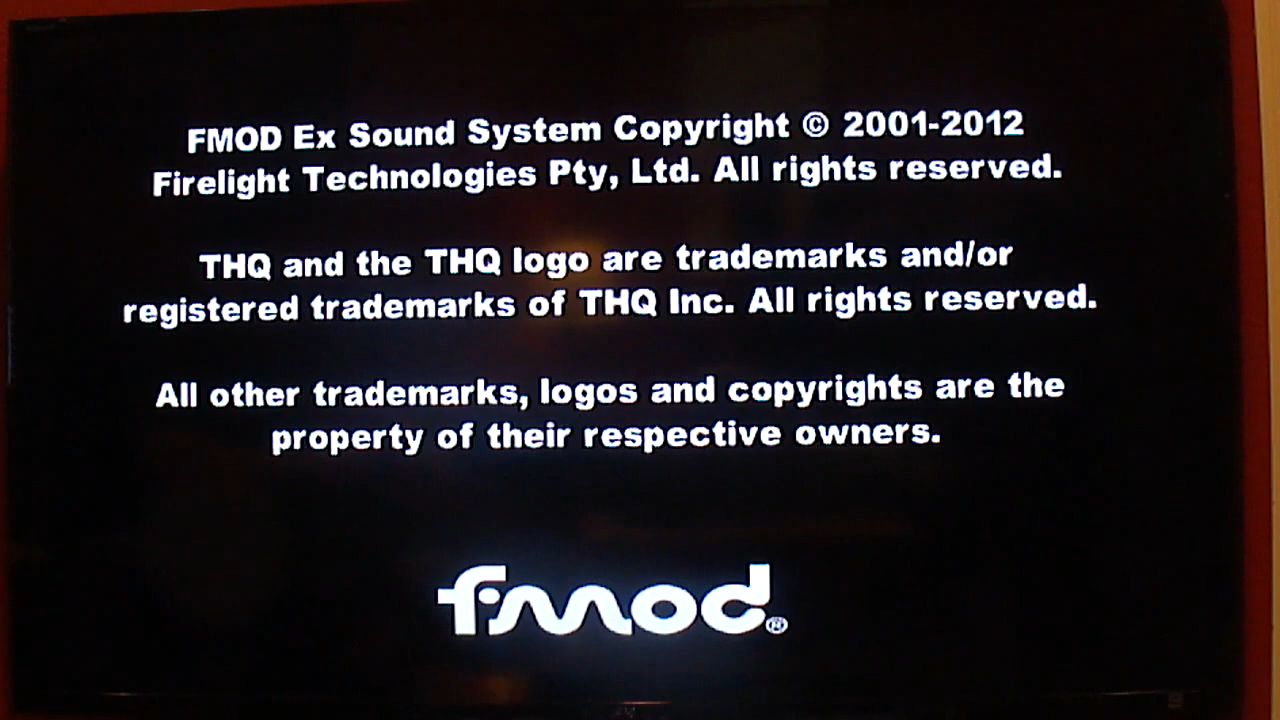 FMOD Ex Sound System Copyright © 2001-2012
Firelight Technologies Pty, Ltd. All rights reserved.
THQ and the THQ logo are trademarks and/or
registered trademarks of THQ Inc. All rights reserved.
All other trademarks, logos and copyrights are the
property of their respective owners.
fmod®